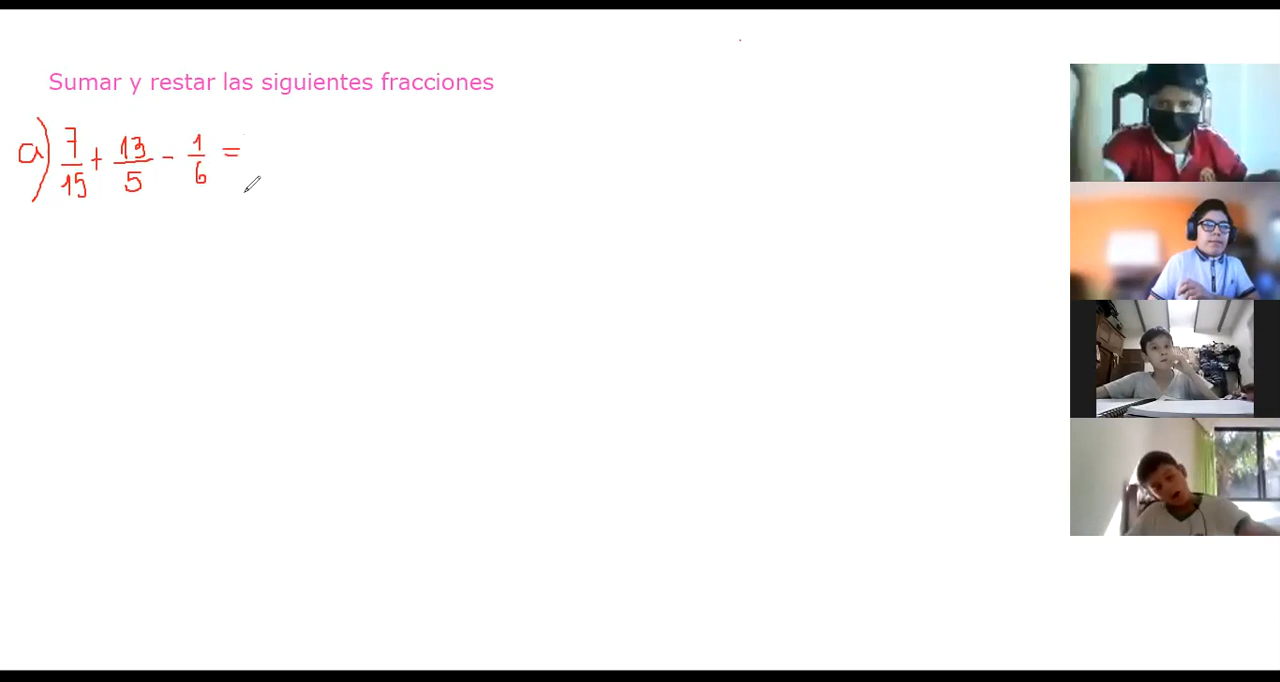 Sumar y restar las siguientes fracciones
a) 7/15 + 13/5 - 1/6 =